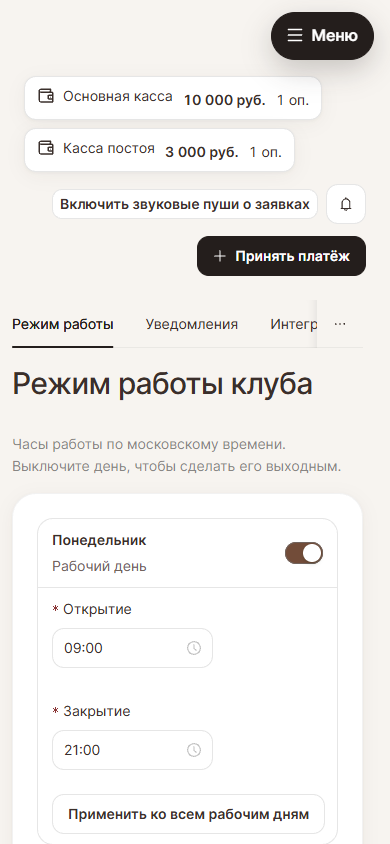 Меню
Основная касса 10 000 руб. 1 оп.
Касса постоя 3 000 руб. 1 оп.
Включить звуковые пуши о заявках
Принять платёж
Режим работы Уведомления Интегр ...
Режим работы клуба
Часы работы по московскому времени.
Выключите день, чтобы сделать его выходным.
Понедельник
Рабочий день
* Открытие
09:00
* Закрытие
21:00
Применить ко всем рабочим дням